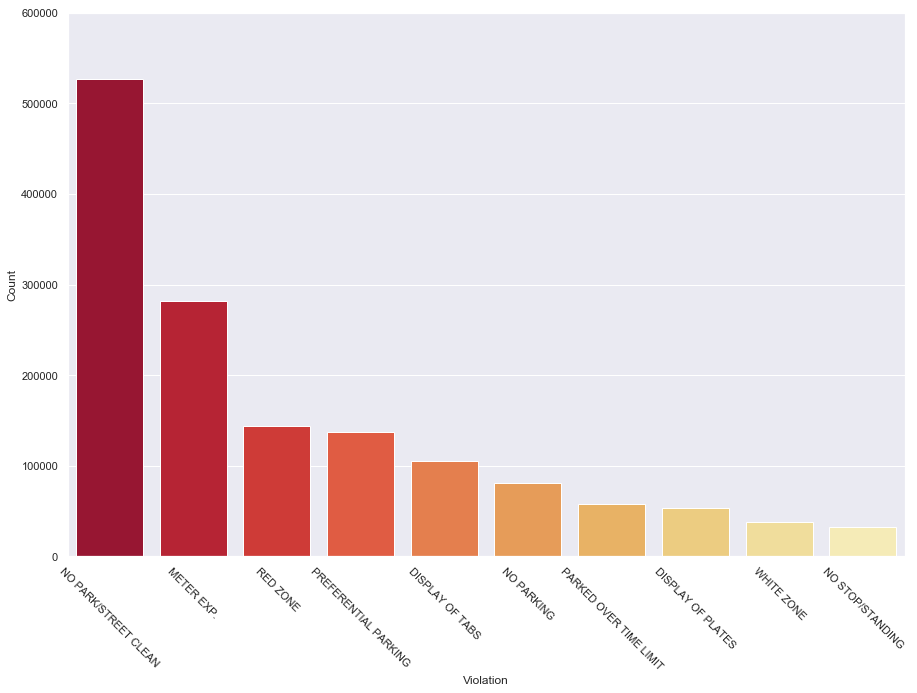 600000
500000
400000
300000
200000
100000
0
Count
NO PARK/STREET CLEAN
METER EXP.
RED ZONE
PREFERENTIAL PARKING
DISPLAY OF TABS
NO PARKING
PARKED OVER TIME LIMIT
DISPLAY OF PLATES
WHITE ZONE
NO STOP/STANDING
Violation